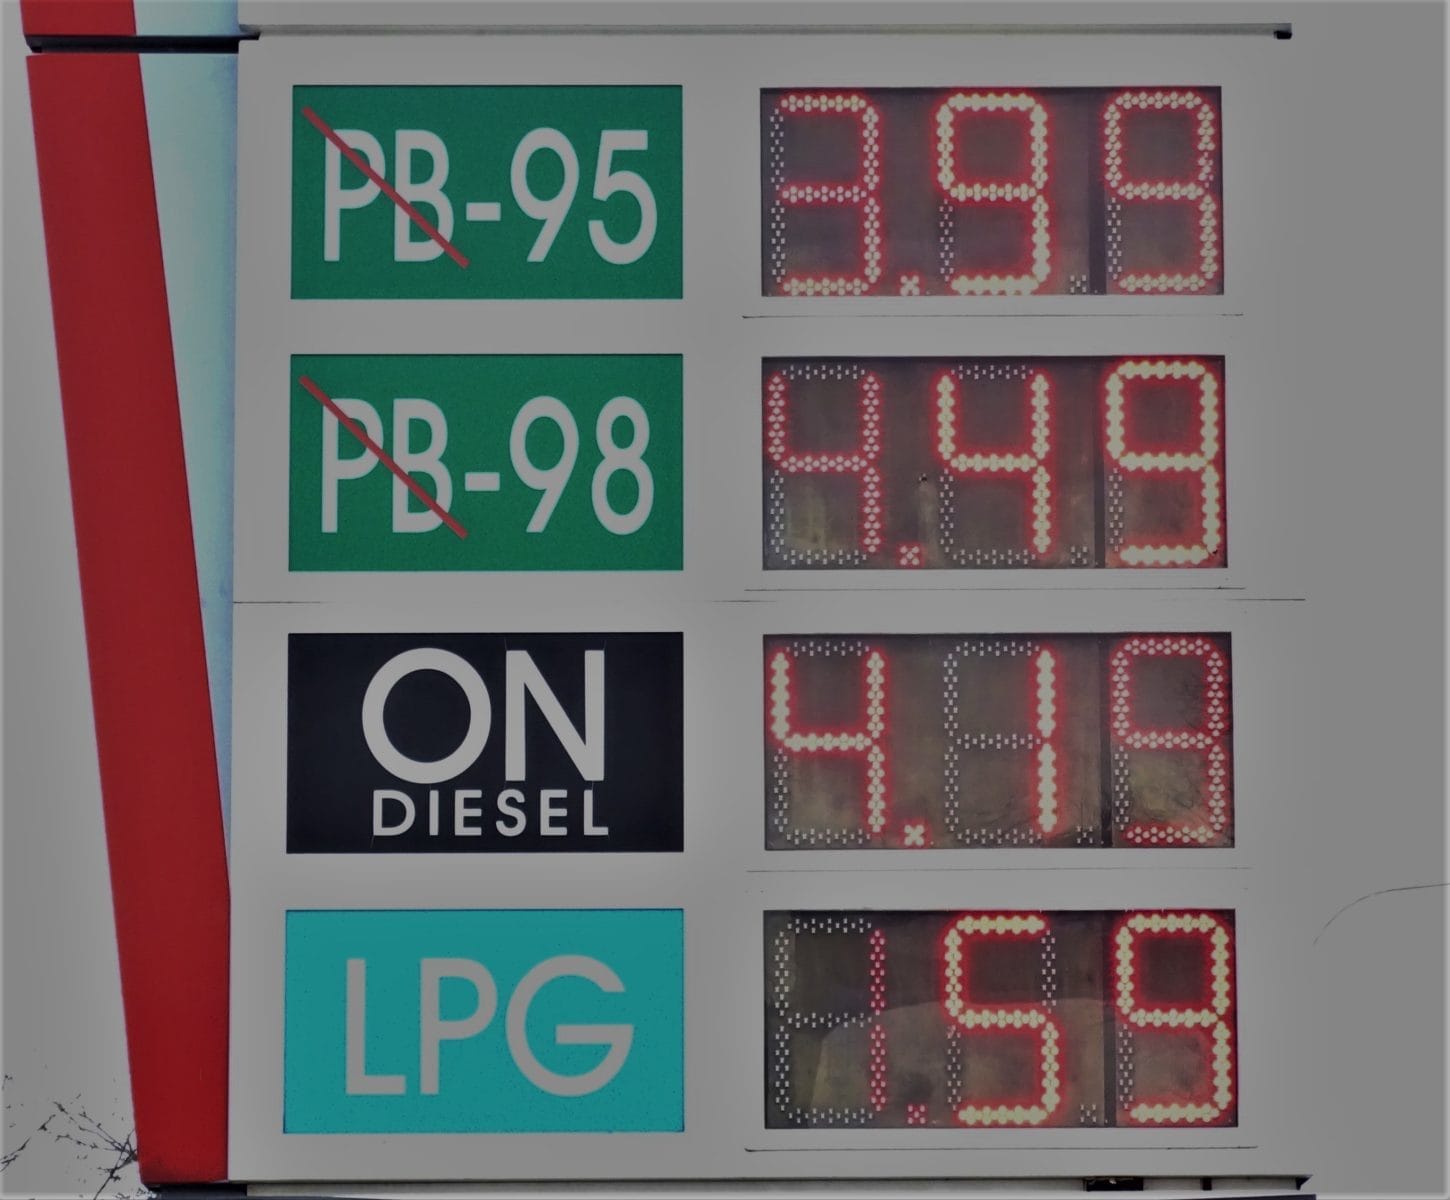 PB-95 3.99
PB-98 4.49
ON
DIESEL 4.19
LPG 1.59